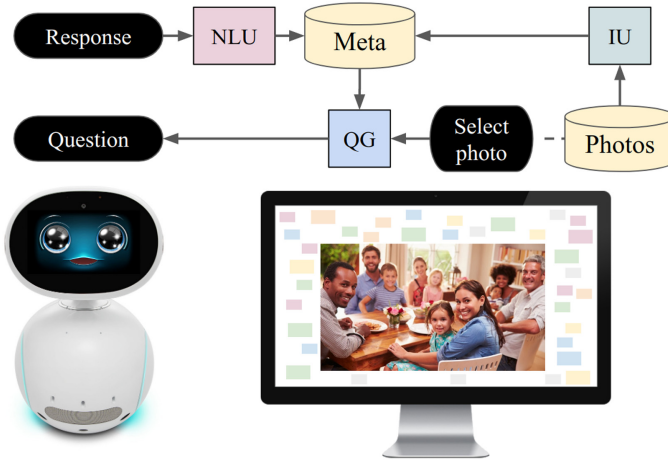 Response
NLU
Meta
IU
Question
QG
Select
photo
Photos